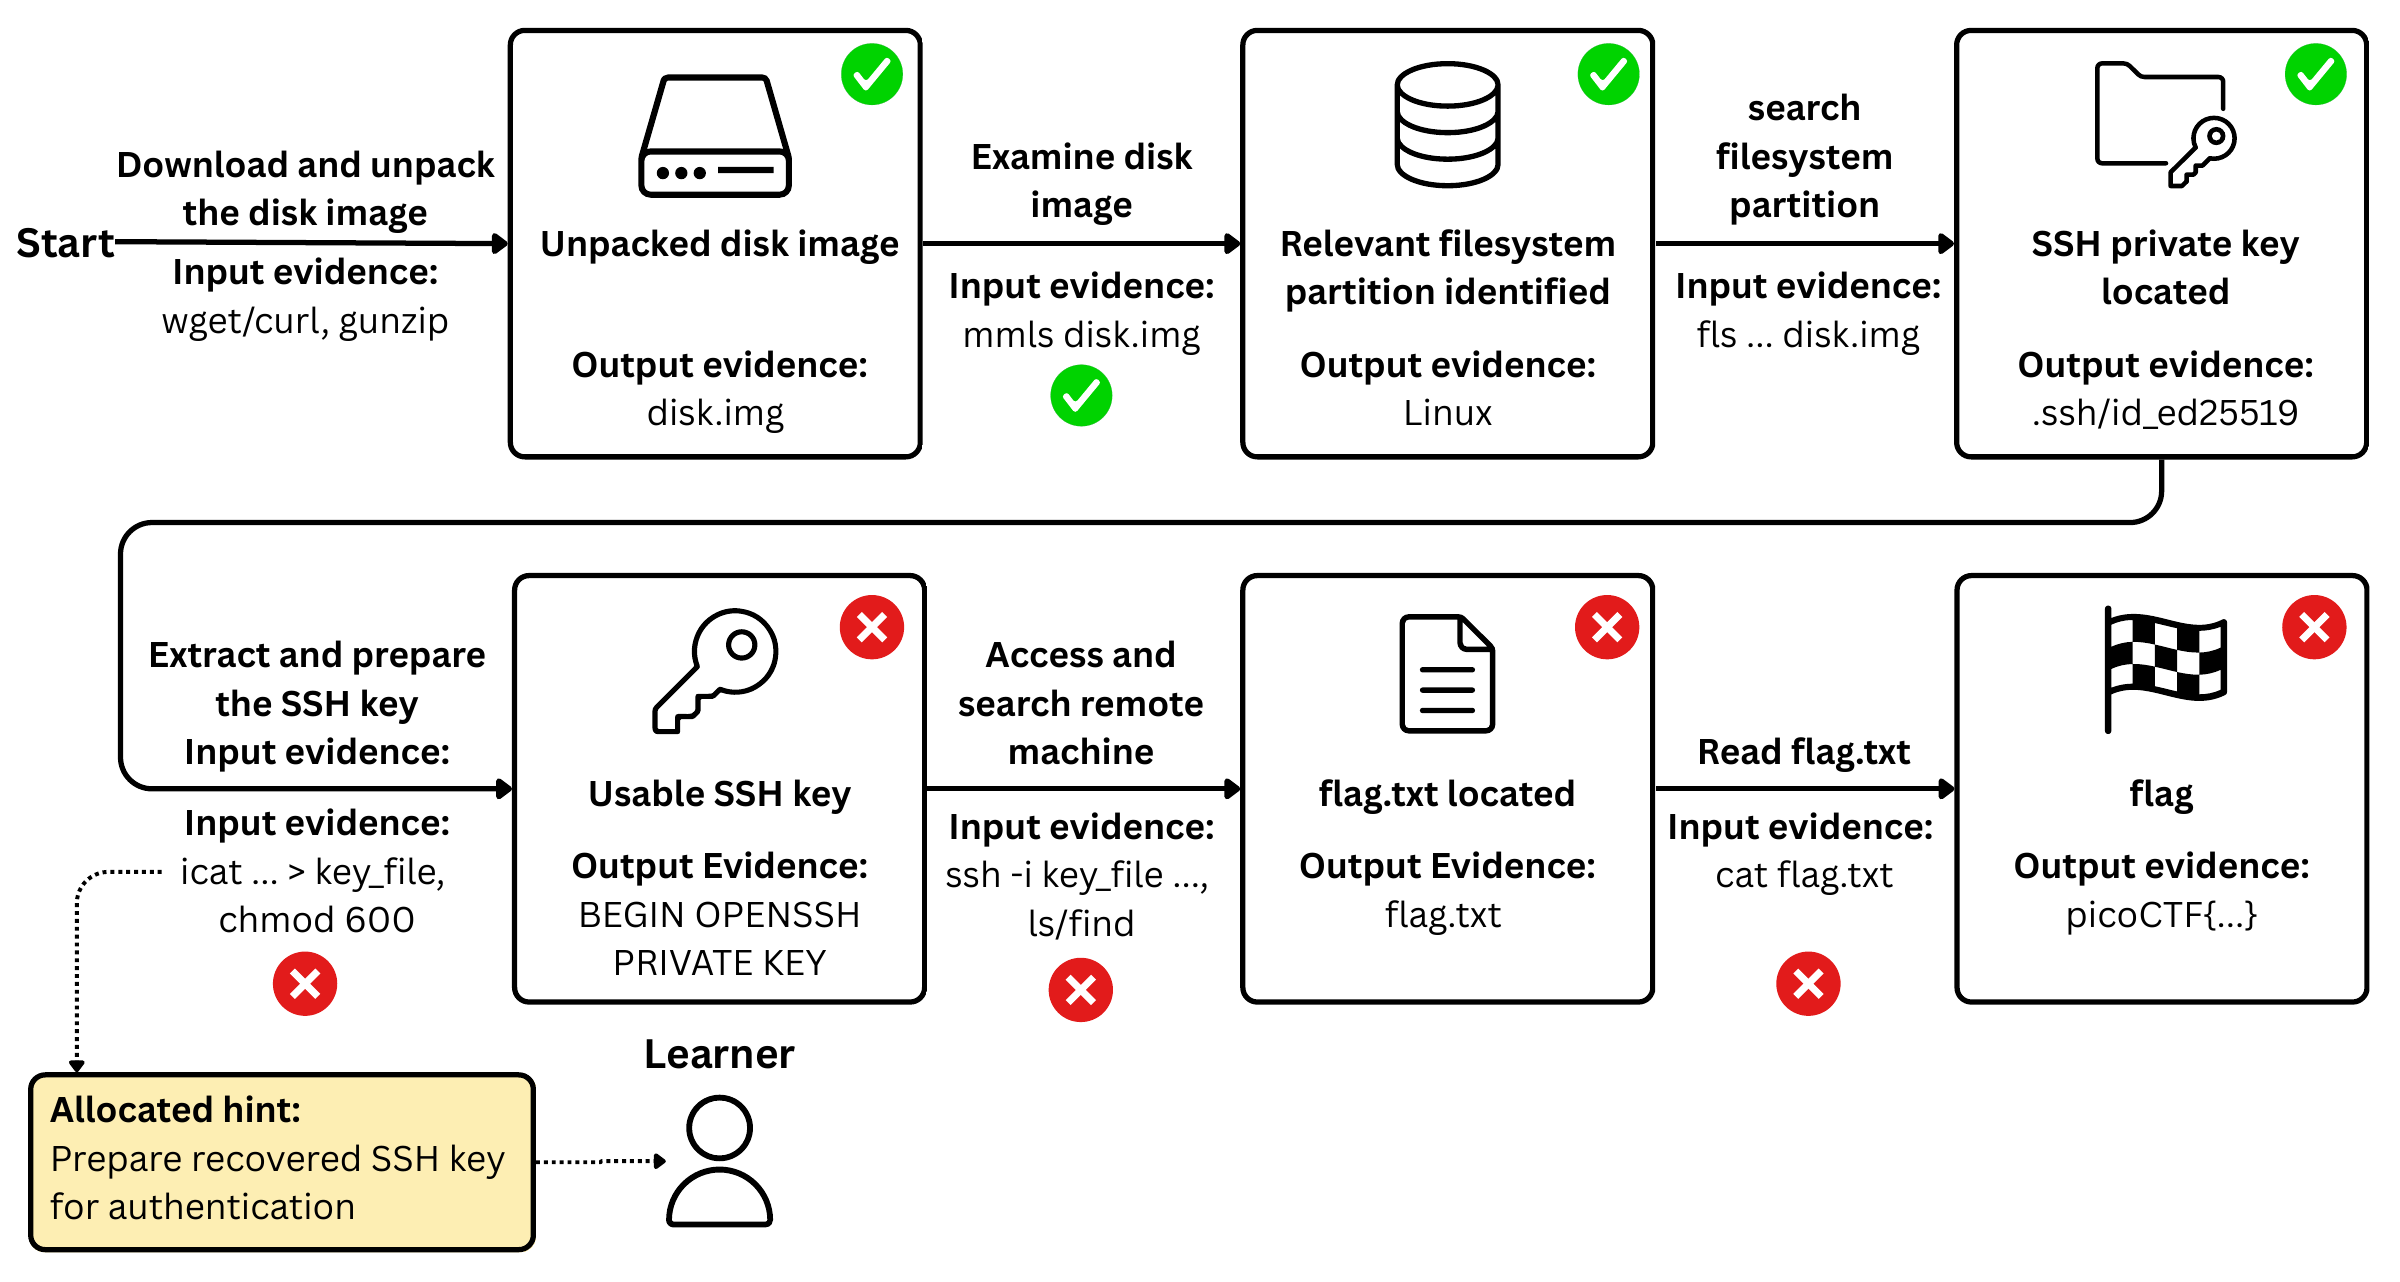 Start
Download and unpack
the disk image
Input evidence:
wget/curl, gunzip
Unpacked disk image
Output evidence:
disk.img
Examine disk
image
Input evidence:
mmls disk.img
Relevant filesystem
partition identified
Output evidence:
Linux
search
filesystem
partition
Input evidence:
fls ... disk.img
SSH private key
located
Output evidence:
.ssh/id_ed25519
Extract and prepare
the SSH key
Input evidence:
Input evidence:
icat ... > key_file,
chmod 600
Usable SSH key
Output Evidence:
BEGIN OPENSSH
PRIVATE KEY
Access and
search remote
machine
Input evidence:
ssh -i key_file ...,
ls/find
flag.txt located
Output Evidence:
flag.txt
Read flag.txt
Input evidence:
cat flag.txt
flag
Output evidence:
picoCTF{...}
Allocated hint:
Prepare recovered SSH key
for authentication
Learner